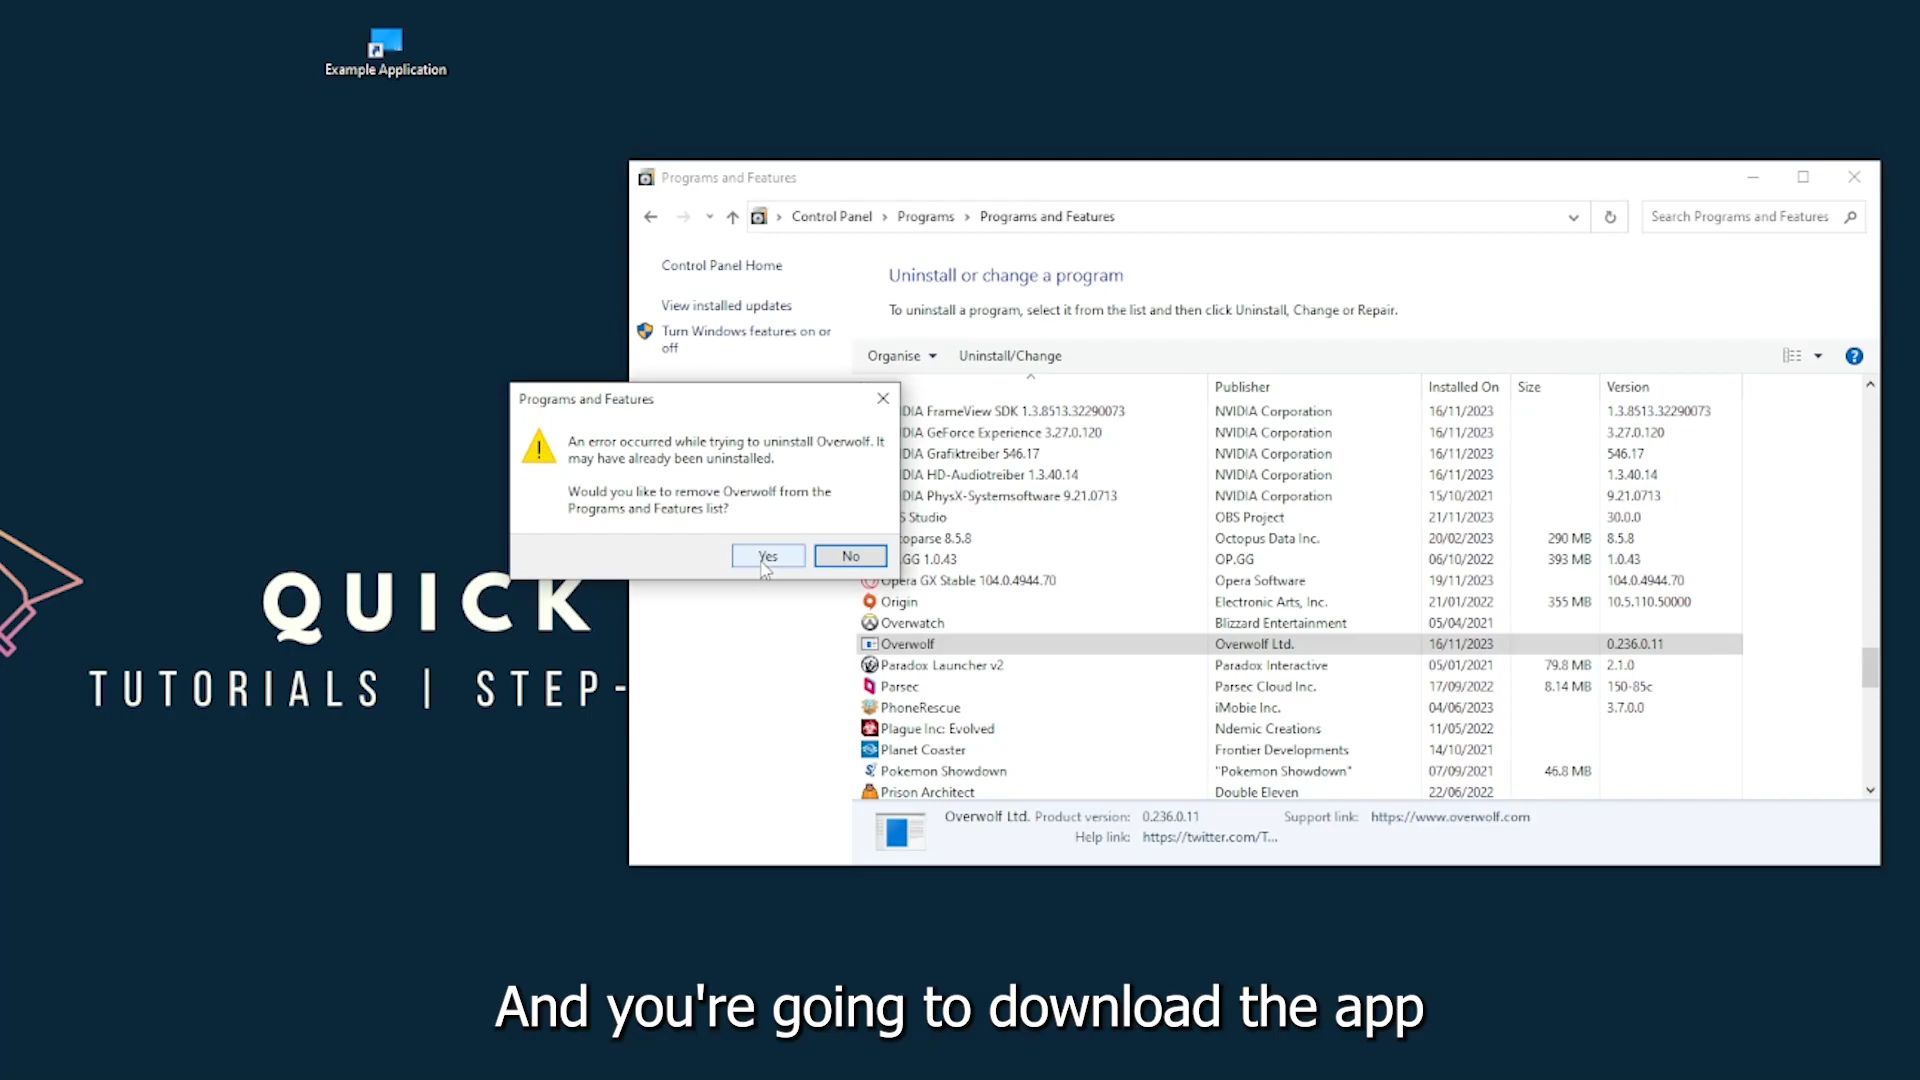 Example Application
Programs and Features
Control Panel
Programs
Programs and Features
Search Programs and Features
Control Panel Home
View installed updates
Turn Windows features on or
off
Uninstall or change a program
To uninstall a program, select it from the list and then click Uninstall, Change or Repair.
Organise
Uninstall/Change
Publisher Installed On Size Version
DIA FrameView SDK 1.3.8513.32290073 NVIDIA Corporation 16/11/2023 1.3.8513.32290073
DIA GeForce Experience 3.27.0.120 NVIDIA Corporation 16/11/2023 3.27.0.120
DIA Grafiktreiber 546.17 NVIDIA Corporation 16/11/2023 546.17
DIA HD-Audiotreiber 1.3.40.14 NVIDIA Corporation 16/11/2023 1.3.40.14
DIA PhysX-Systemsoftware 9.21.0713 NVIDIA Corporation 15/10/2021 9.21.0713
S Studio OBS Project 21/11/2023 30.0.0
oparse 8.5.8 Octopus Data Inc. 20/02/2023 290 MB 8.5.8
.GG 1.0.43 OP.GG 06/10/2022 393 MB 1.0.43
Opera GX Stable 104.0.4944.70 Opera Software 19/11/2023 104.0.4944.70
Origin Electronic Arts, Inc. 21/01/2022 355 MB 10.5.110.50000
Overwatch Blizzard Entertainment 05/04/2021
Overwolf Overwolf Ltd. 16/11/2023 0.236.0.11
Paradox Launcher v2 Paradox Interactive 05/01/2021 79.8 MB 2.1.0
Parsec Parsec Cloud Inc. 17/09/2022 8.14 MB 150-85c
PhoneRescue iMobie Inc. 04/06/2023 3.7.0.0
Plague Inc: Evolved Ndemic Creations 11/05/2022
Planet Coaster Frontier Developments 14/10/2021
Pokemon Showdown "Pokemon Showdown" 07/09/2021 46.8 MB
Prison Architect Double Eleven 22/06/2022
Overwolf Ltd. Product version: 0.236.0.11 Support link: https://www.overwolf.com
Help link: https://twitter.com/T...
Programs and Features
An error occurred while trying to uninstall Overwolf. It
may have already been uninstalled.
Would you like to remove Overwolf from the
Programs and Features list?
Yes
No
QUICK
TUTORIALS | STEP-
And you're going to download the app